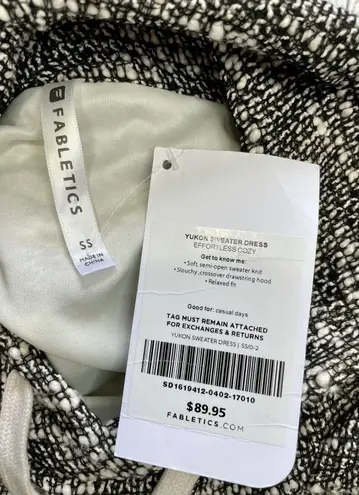 FABLETICS
SS
MADE IN
CHINA
YUKON SWEATER DRESS
EFFORTLESS COZY
Get to know me:
• Soft, semi-open sweater knit
• Slouchy, crossover drawstring hood
• Relaxed fit
Good for: casual days
TAG MUST REMAIN ATTACHED
FOR EXCHANGES & RETURNS
YUKON SWEATER DRESS | SS/0-2
SD1619412-0402-17010
$89.95
FABLETICS.COM